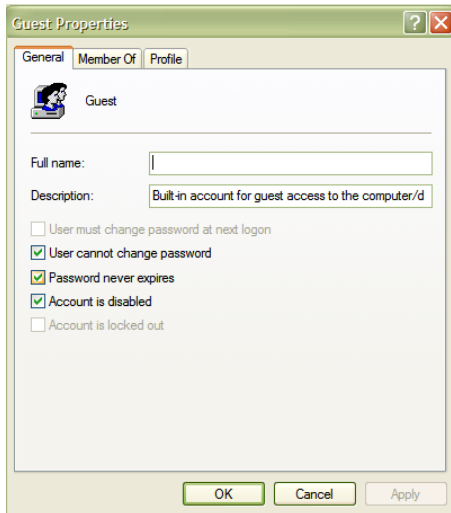 Guest Properties
?
X
General Member Of Profile
Guest
Full name:
Description: Built-in account for guest access to the computer/d
User must change password at next logon
User cannot change password
Password never expires
Account is disabled
Account is locked out
OK Cancel Apply